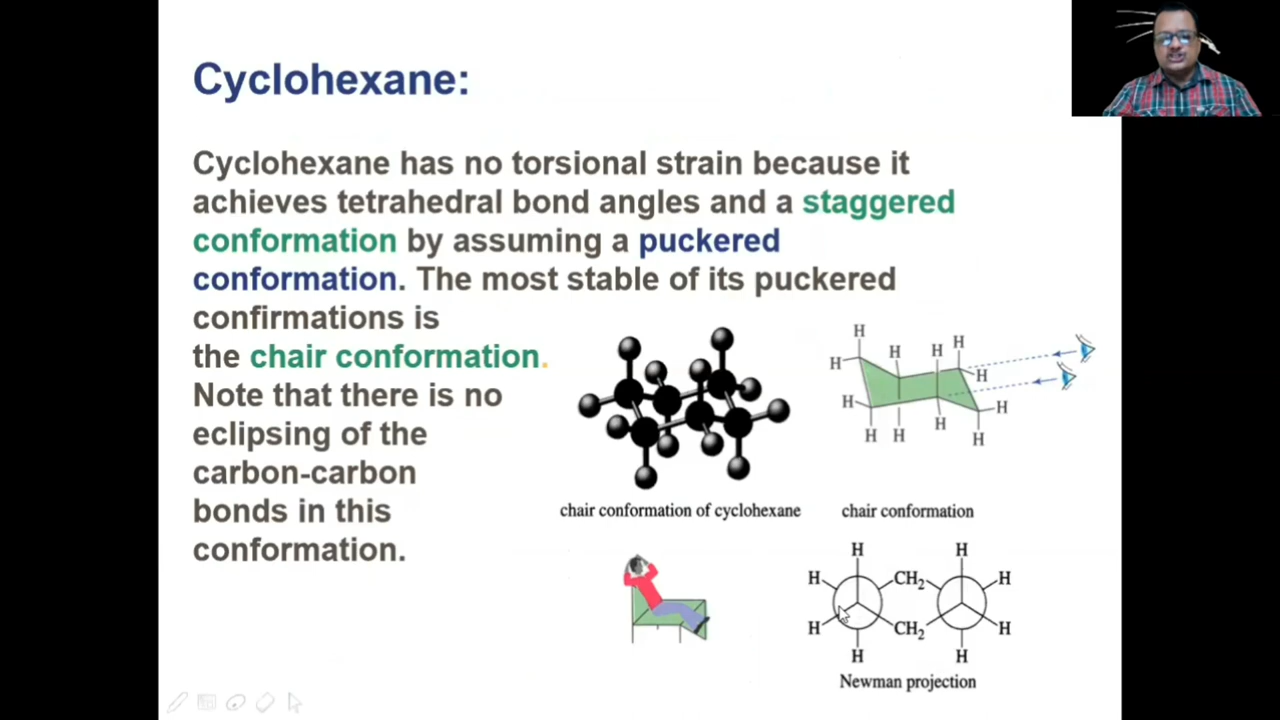 Cyclohexane:
Cyclohexane has no torsional strain because it
achieves tetrahedral bond angles and a staggered
conformation by assuming a puckered
conformation. The most stable of its puckered
confirmations is
the chair conformation.
Note that there is no
eclipsing of the
carbon-carbon
bonds in this
conformation.
chair conformation of cyclohexane
H
H H H
H H
H H
H
H H H
chair conformation
H H
H CH2 H
H CH2 H
H H
Newman projection